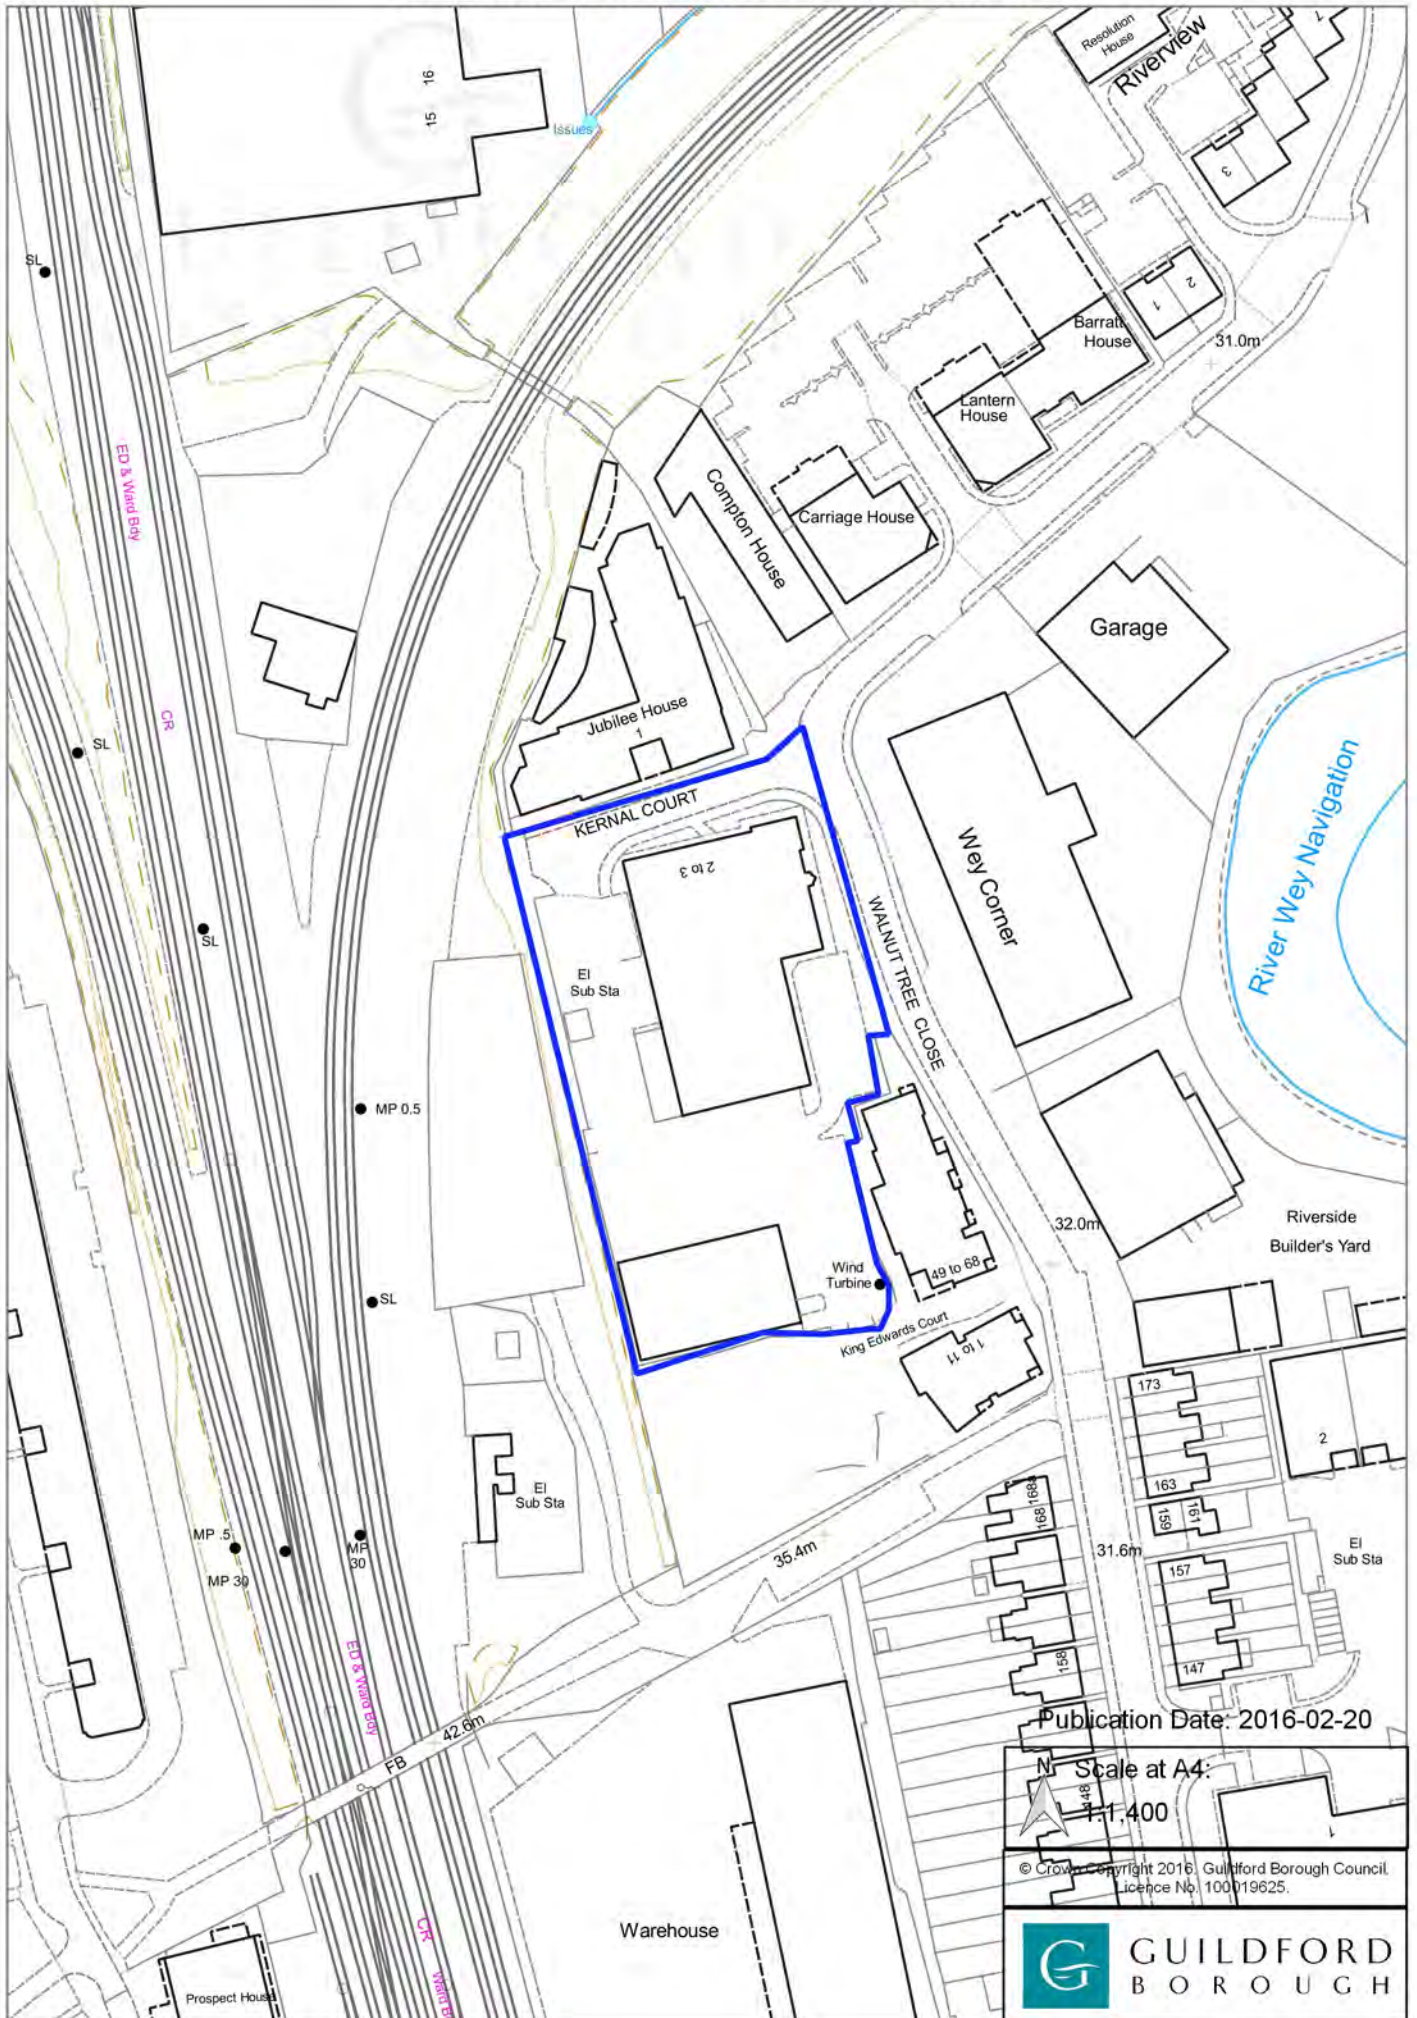 Resolution
House
Riverview
7
3
15
16
Issues
SL
2
1
31.0m
Barratt
House
Lantern
House
ED & Ward Bdy
Compton House
Carriage House
Garage
CR
SL
Jubilee House
1
KERNAL COURT
River Wey Navigation
2 to 3
Wey Corner
WALNUT TREE CLOSE
SL
El
Sub Sta
MP 0.5
32.0m
Riverside
Builder's Yard
Wind
Turbine
49 to 68
SL
King Edwards Court
1 to 11
173
2
163
168a
168
159
161
El
Sub Sta
MP .5
MP
30
MP 30
35.4m
31.6m
157
El
Sub Sta
ED & Ward Bdy
158
147
42.6m
FB
Publication Date: 2016-02-20
N
Scale at A4:
148
1:1,400
1
© Crown Copyright 2016. Guildford Borough Council.
Licence No. 100019625.
CR
Warehouse
Ward B
Prospect House
G
GUILDFORD
BOROUGH